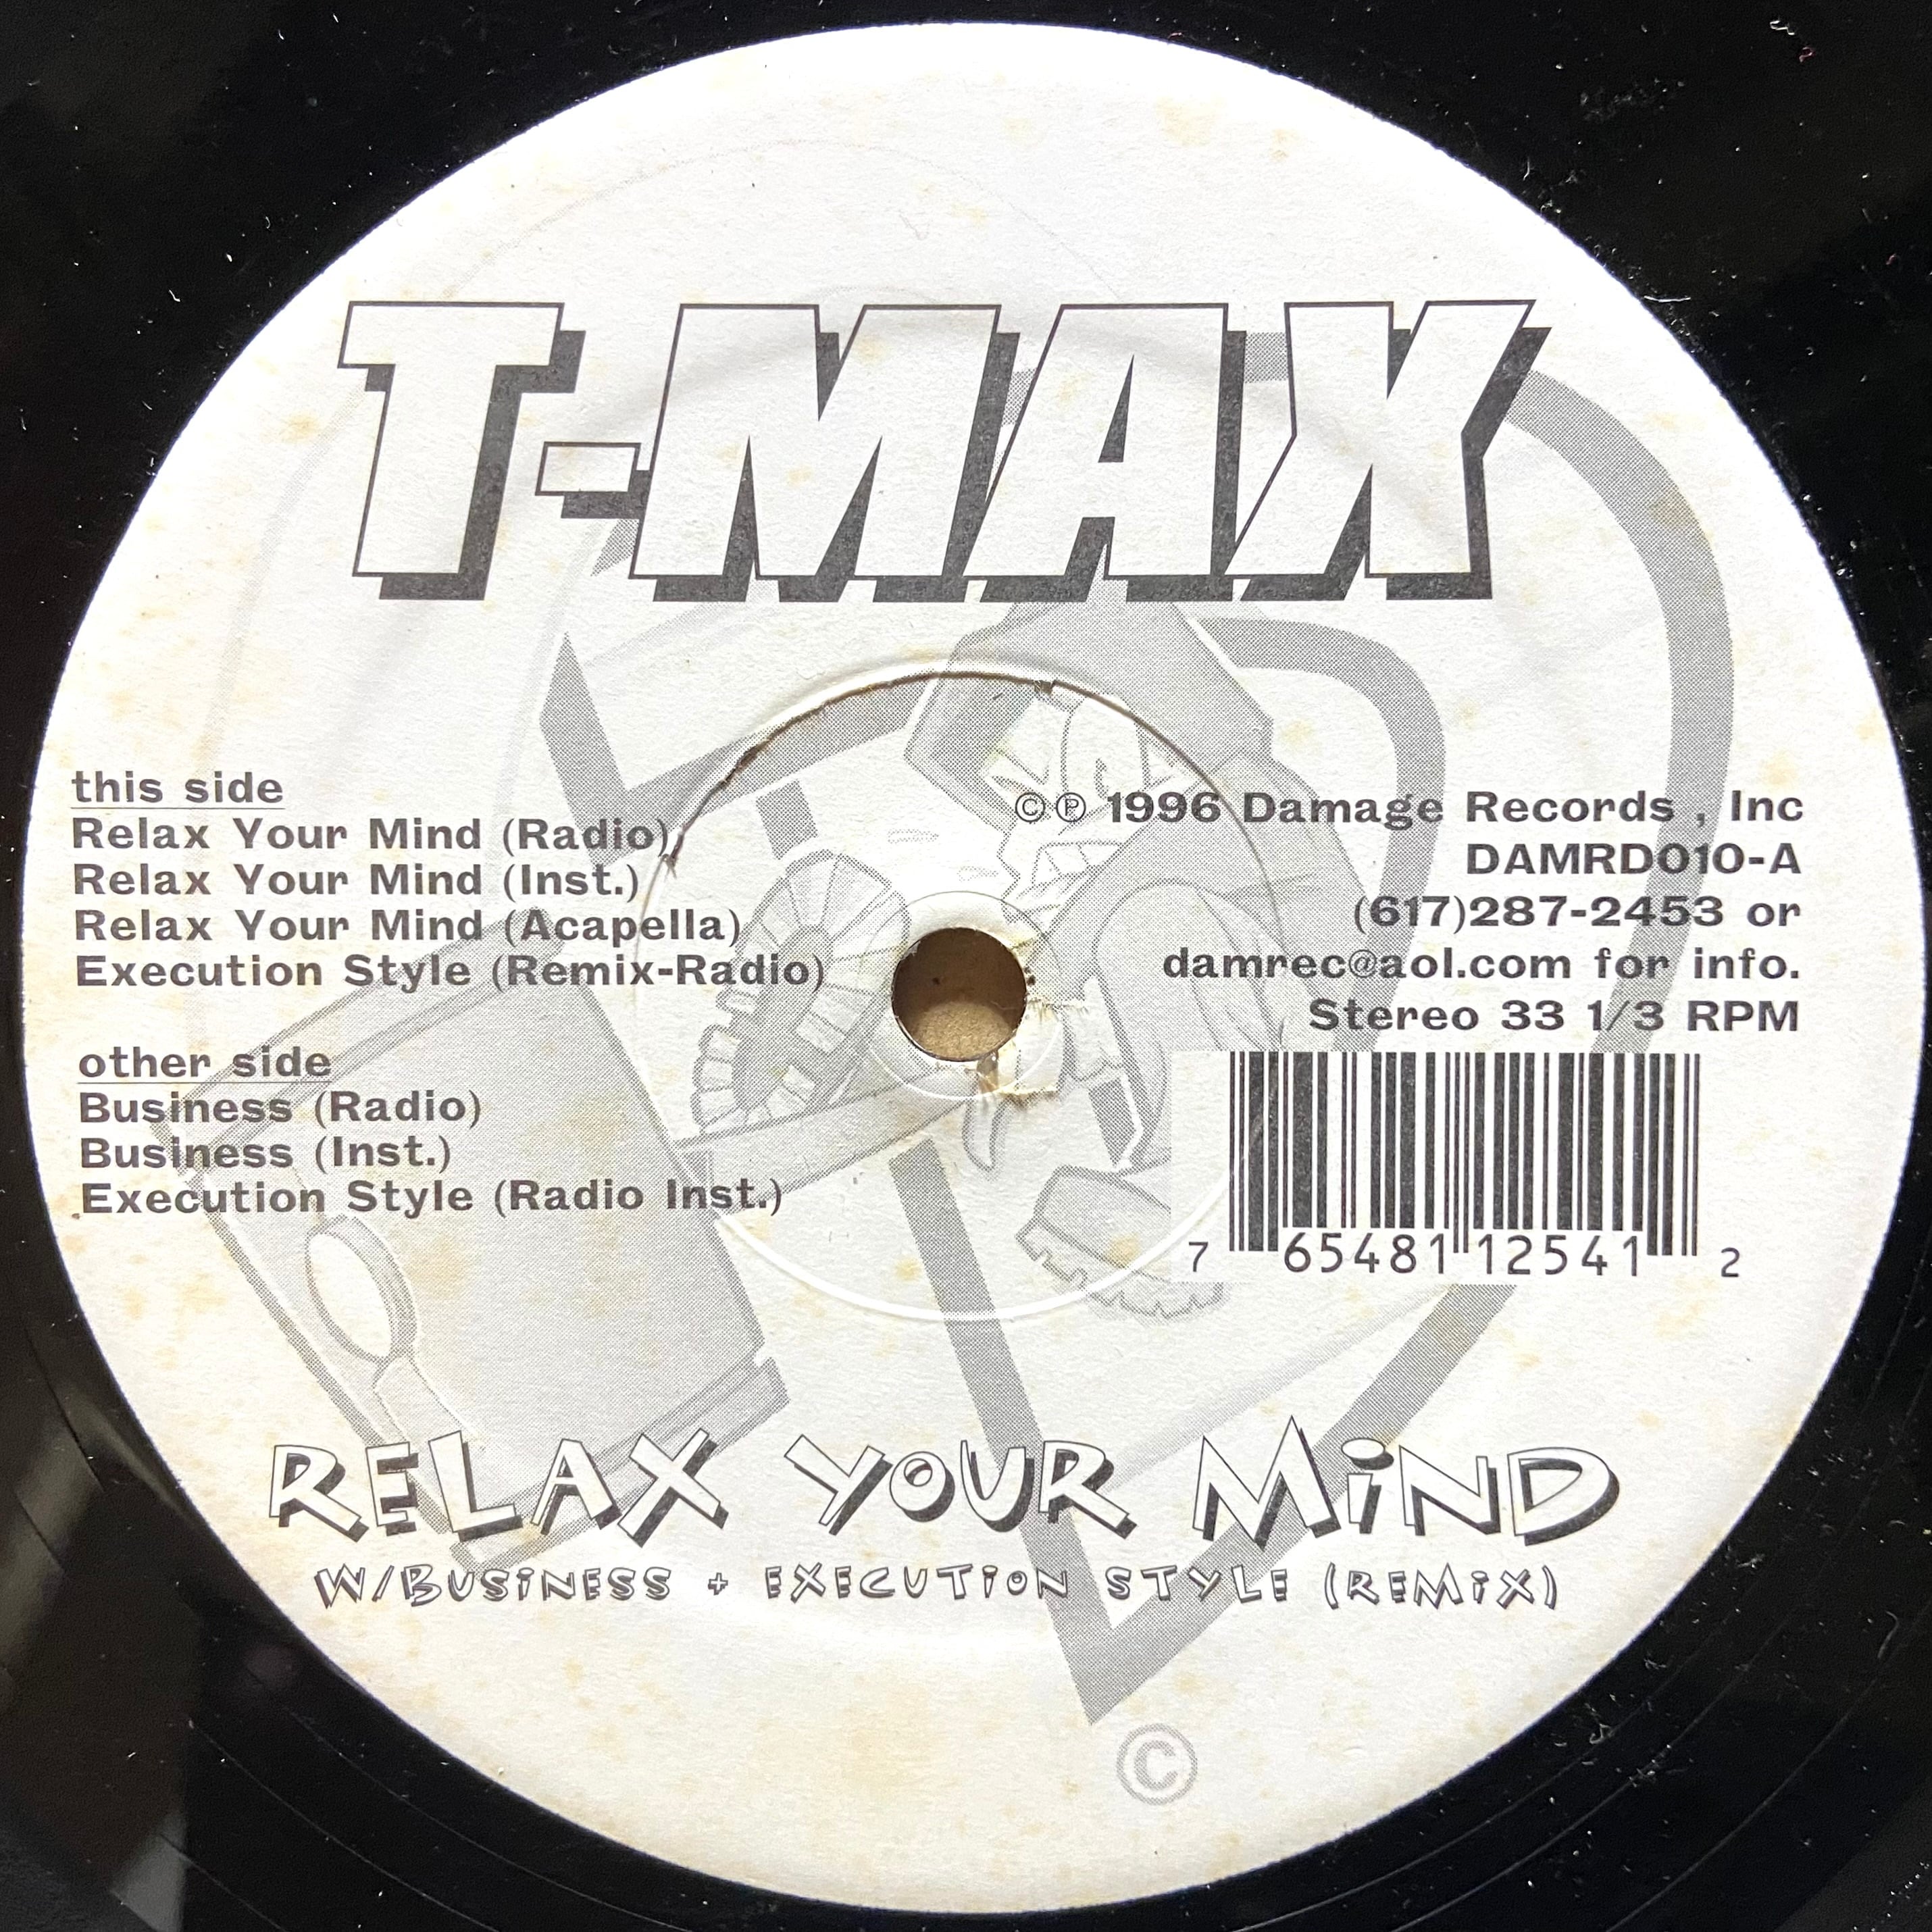 T-MAX
this side
Relax Your Mind (Radio)
Relax Your Mind (Inst.)
Relax Your Mind (Acapella)
Execution Style (Remix-Radio)
other side
Business (Radio)
Business (Inst.)
Execution Style (Radio Inst.)
©℗ 1996 Damage Records , Inc
DAMRD010-A
(617)287-2453 or
damrec@aol.com for info.
Stereo 33 1/3 RPM
7 65481 12541 2
RELAX YOUR MiND
W/BUSiNESS + EXECUTiON STYLE (REMiX)
©